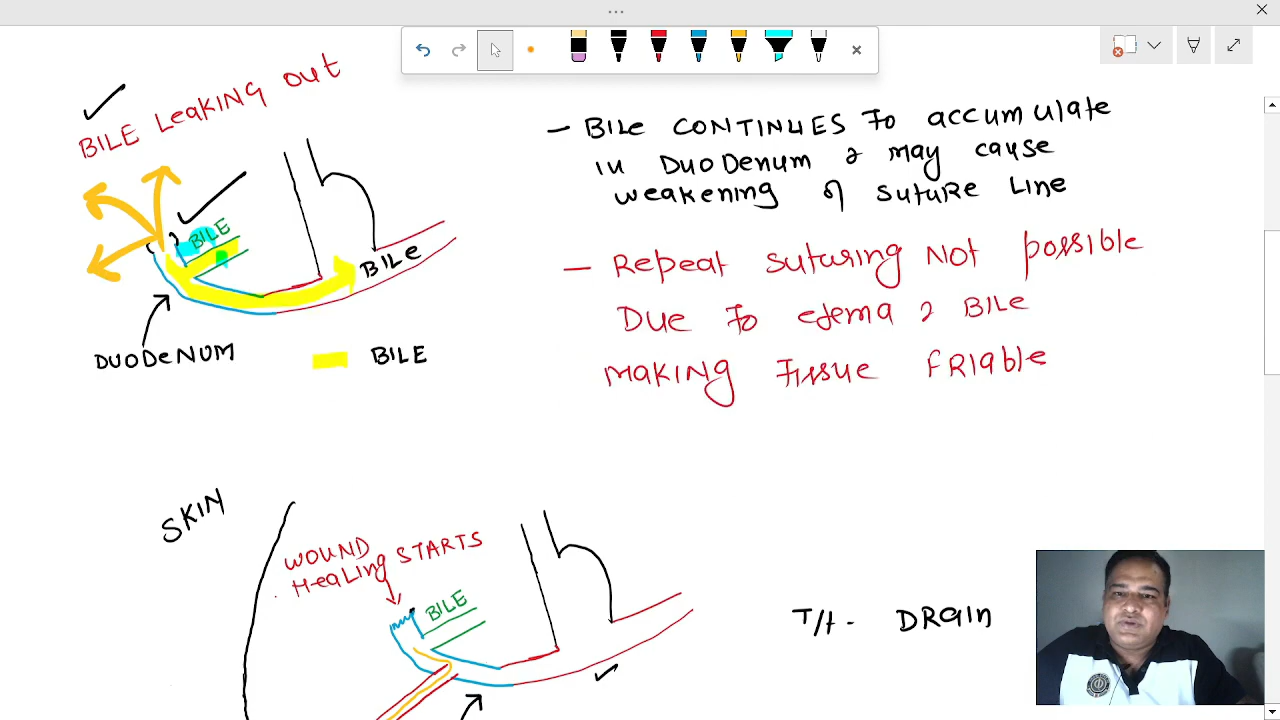 BILE Leaking out
BILE
BILe
DUODeNUM
BILE
– BILe CONTINUES To accumulate
in DuoDenum & may cause
weakening of suture Line
– Repeat suturing Not possible
Due to edema & BILe
making Tissue fRIable
SKIN
WOUND
Healing STARTS
BILE
T/t - DRain